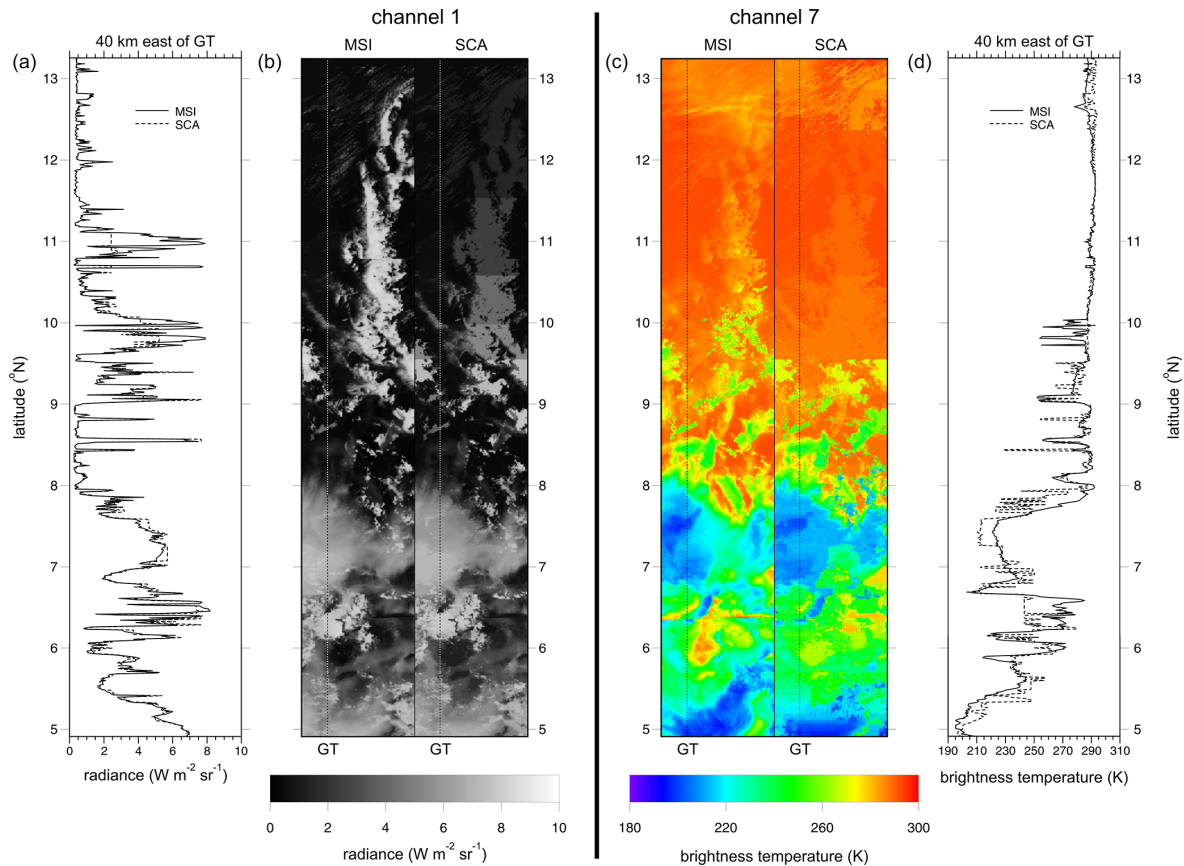 channel 1
channel 7
40 km east of GT
MSI
SCA
MSI
SCA
40 km east of GT
(a)
(b)
(c)
(d)
13
12
11
10
9
8
7
6
5
latitude (°N)
MSI
SCA
0 2 4 6 8 10
radiance (W m-2 sr-1)
13
12
11
10
9
8
7
6
5
GT
GT
0 2 4 6 8 10
radiance (W m-2 sr-1)
13
12
11
10
9
8
7
6
5
GT
GT
180 220 260 300
brightness temperature (K)
MSI
SCA
13
12
11
10
9
8
7
6
5
latitude (°N)
190 210 230 250 270 290 310
brightness temperature (K)